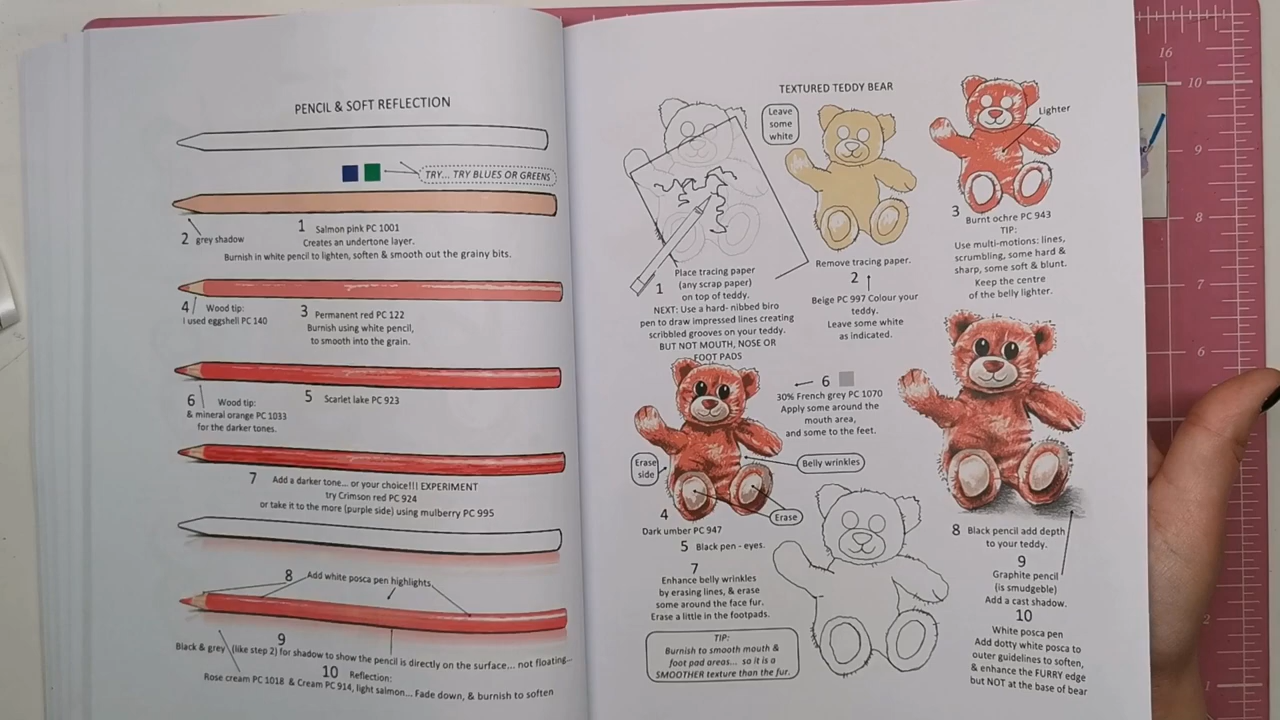 PENCIL & SOFT REFLECTION
TRY... TRY BLUES OR GREENS
2 grey shadow
1 Salmon pink PC 1001
Creates an undertone layer.
Burnish in white pencil to lighten, soften & smooth out the grainy bits.
4 Wood tip:
I used eggshell PC 140
3 Permanent red PC 122
Burnish using white pencil,
to smooth into the grain.
6 Wood tip:
& mineral orange PC 1033
for the darker tones.
5 Scarlet lake PC 923
7 Add a darker tone... or your choice!!! EXPERIMENT
try Crimson red PC 924
or take it to the more (purple side) using mulberry PC 995
8 Add white posca pen highlights
9
Black & grey (like step 2) for shadow to show the pencil is directly on the surface... not floating...
10 Reflection:
Rose cream PC 1018 & Cream PC 914, light salmon... Fade down, & burnish to soften
TEXTURED TEDDY BEAR
Leave
some
white
Lighter
1 Place tracing paper
(any scrap paper)
on top of teddy.
NEXT: Use a hard- nibbed biro
pen to draw impressed lines creating
scribbled grooves on your teddy.
BUT NOT MOUTH, NOSE OR
FOOT PADS
Remove tracing paper.
2
Beige PC 997 Colour your
teddy.
Leave some white
as indicated.
3 Burnt ochre PC 943
TIP:
Use multi-motions: lines,
scrumbling, some hard &
sharp, some soft & blunt.
Keep the centre
of the belly lighter.
6
30% French grey PC 1070
Apply some around the
mouth area,
and some to the feet.
Erase
side
Belly wrinkles
Erase
4
Dark umber PC 947
5 Black pen - eyes.
7
Enhance belly wrinkles
by erasing lines, & erase
some around the face fur.
Erase a little in the footpads.
TIP:
Burnish to smooth mouth &
foot pad areas... so it is a
SMOOTHER texture than the fur.
8 Black pencil add depth
to your teddy.
9
Graphite pencil
(is smudgeble)
Add a cast shadow.
10
White posca pen
Add dotty white posca to
outer guidelines to soften,
& enhance the FURRY edge
but NOT at the base of bear
16
10
9
8
7
6
2
1